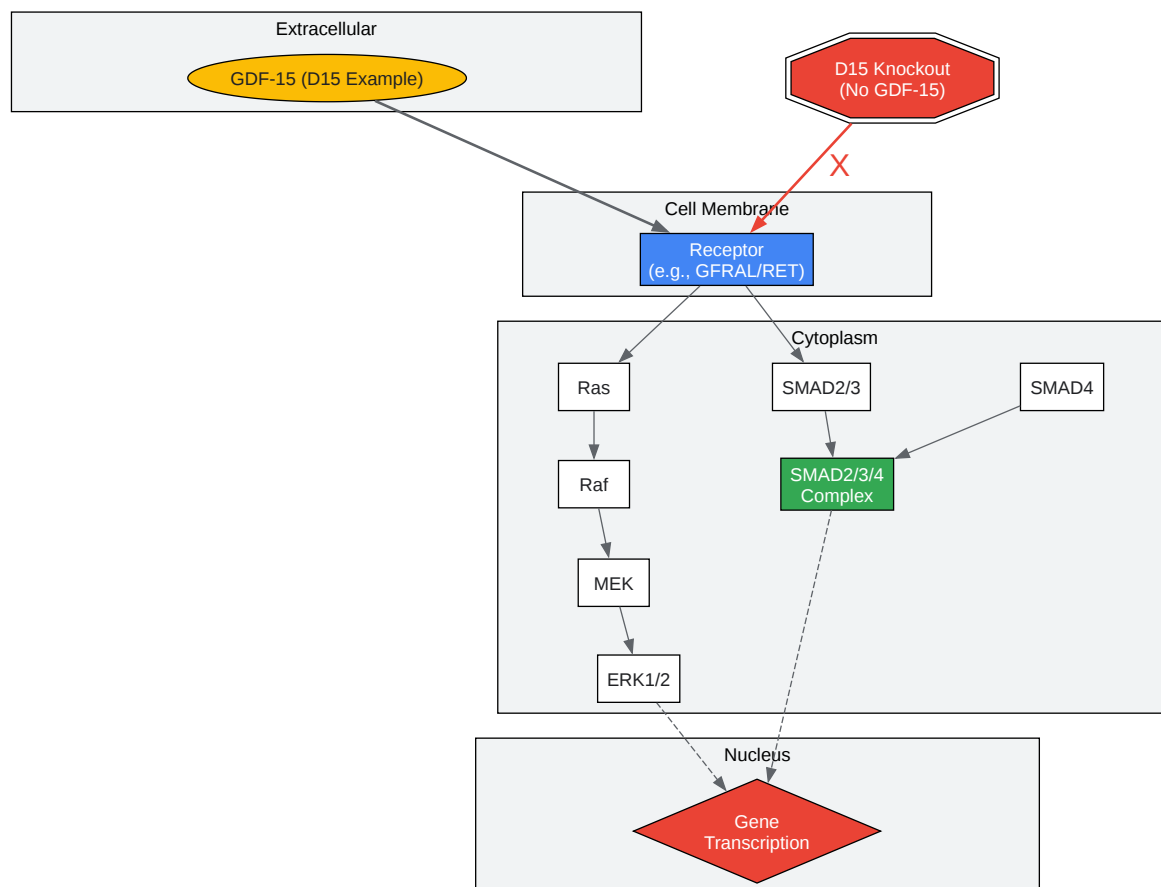 Extracellular
GDF-15 (D15 Example)
D15 Knockout
(No GDF-15)
X
Cell Membrane
Receptor
(e.g., GFRAL/RET)
Cytoplasm
Ras
SMAD2/3
SMAD4
Raf
SMAD2/3/4
Complex
MEK
ERK1/2
Nucleus
Gene
Transcription